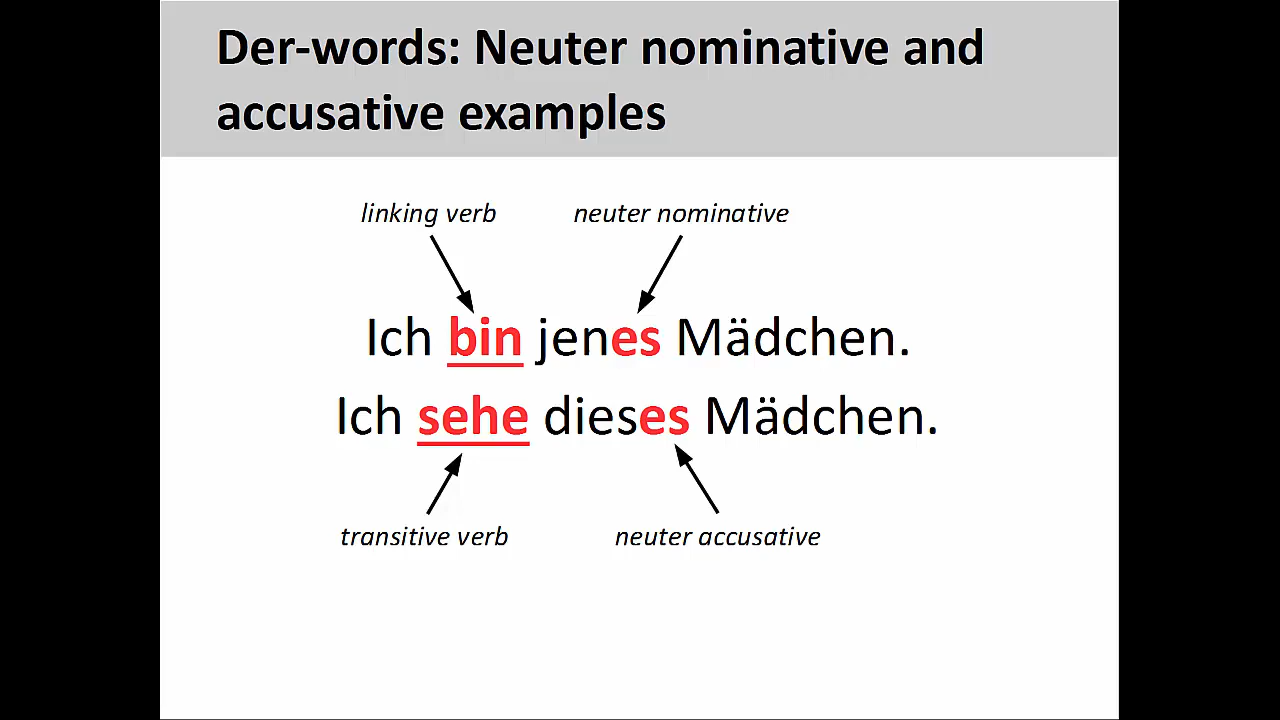 Der-words: Neuter nominative and
accusative examples
linking verb neuter nominative
Ich bin jenes Mädchen.
Ich sehe dieses Mädchen.
transitive verb neuter accusative